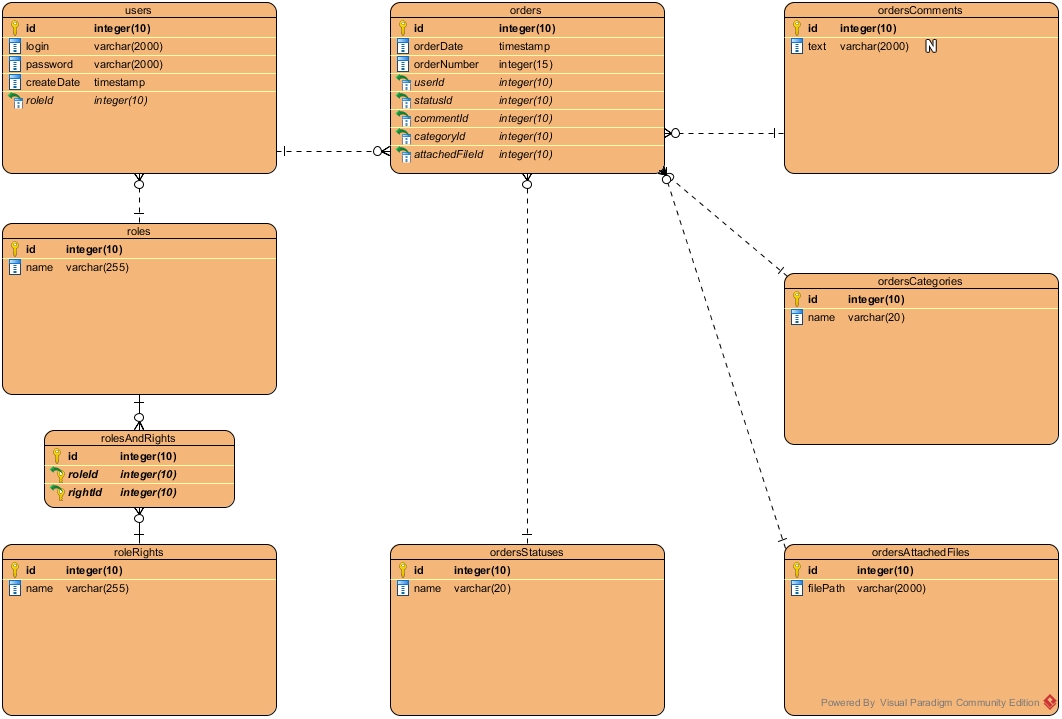 users
id integer(10)
login varchar(2000)
password varchar(2000)
createDate timestamp
roleId integer(10)
orders
id integer(10)
orderDate timestamp
orderNumber integer(15)
userId integer(10)
statusId integer(10)
commentId integer(10)
categoryId integer(10)
attachedFileId integer(10)
ordersComments
id integer(10)
text varchar(2000) N
roles
id integer(10)
name varchar(255)
ordersCategories
id integer(10)
name varchar(20)
rolesAndRights
id integer(10)
roleId integer(10)
rightId integer(10)
roleRights
id integer(10)
name varchar(255)
ordersStatuses
id integer(10)
name varchar(20)
ordersAttachedFiles
id integer(10)
filePath varchar(2000)
Powered By Visual Paradigm Community Edition